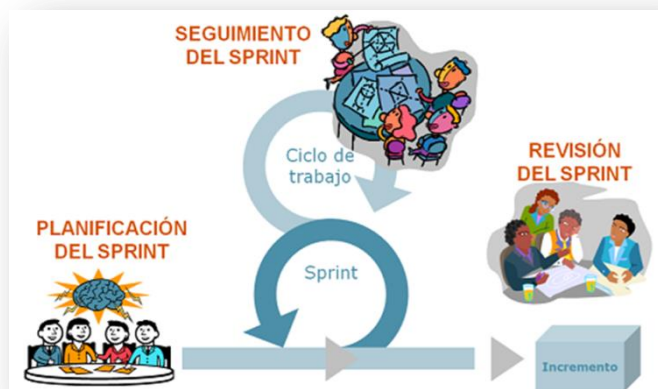 SEGUIMIENTO
DEL SPRINT
Ciclo de
trabajo
REVISIÓN
DEL SPRINT
PLANIFICACIÓN
DEL SPRINT
Sprint
Incremento